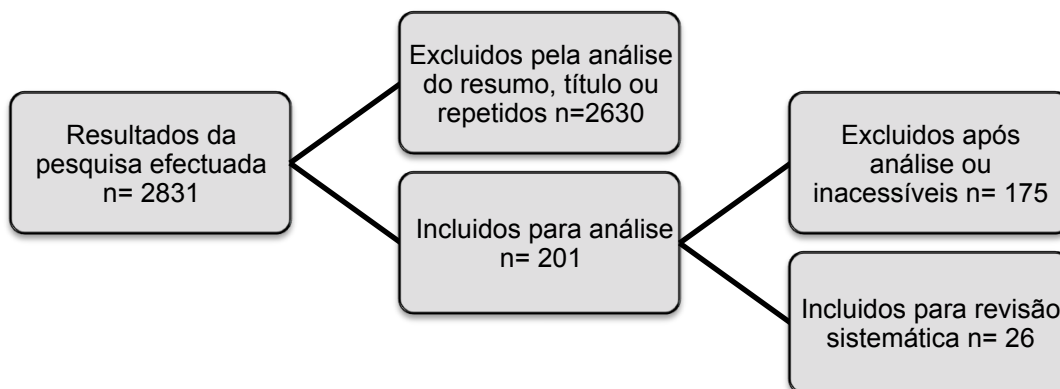 Resultados da
pesquisa efectuada
n= 2831
Excluidos pela análise
do resumo, título ou
repetidos n=2630
Incluidos para análise
n= 201
Excluidos após
análise ou
inacessíveis n= 175
Incluidos para revisão
sistemática n= 26